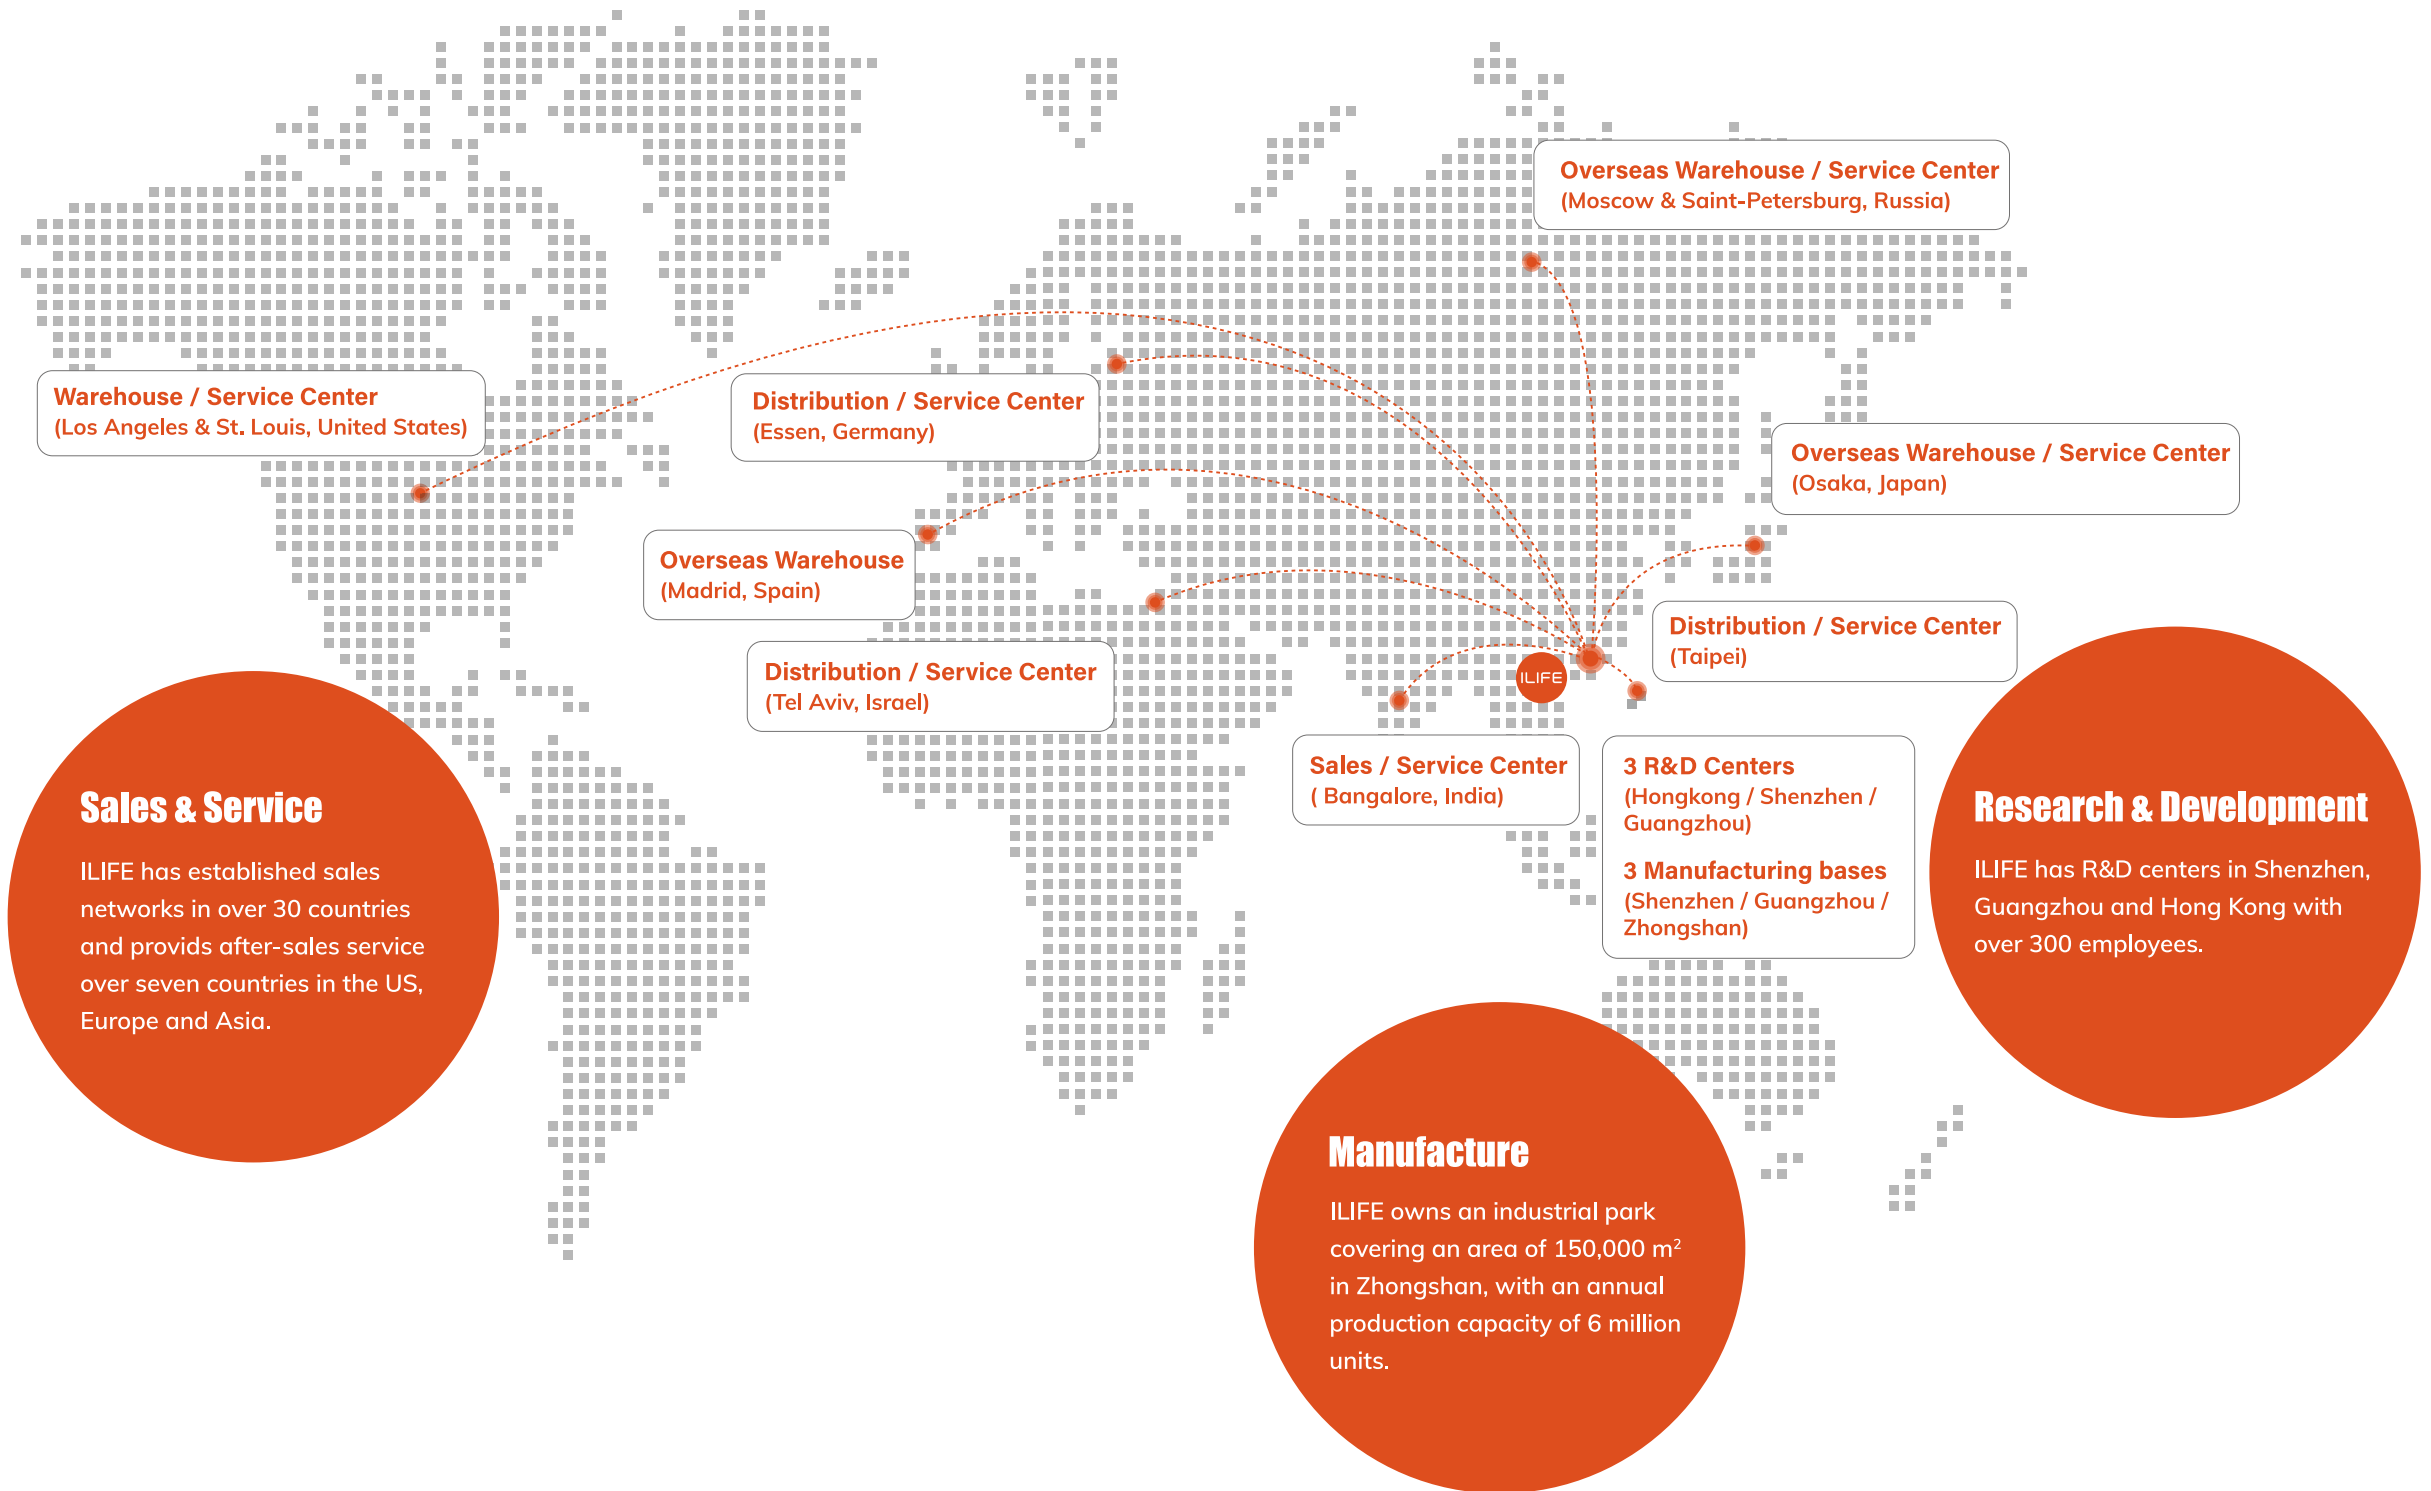 Overseas Warehouse / Service Center
(Moscow & Saint-Petersburg, Russia)
Warehouse / Service Center
(Los Angeles & St. Louis, United States)
Distribution / Service Center
(Essen, Germany)
Overseas Warehouse / Service Center
(Osaka, Japan)
Overseas Warehouse
(Madrid, Spain)
Distribution / Service Center
(Taipei)
Distribution / Service Center
(Tel Aviv, Israel)
ILIFE
Sales / Service Center
( Bangalore, India)
3 R&D Centers
(Hongkong / Shenzhen /
Guangzhou)
3 Manufacturing bases
(Shenzhen / Guangzhou /
Zhongshan)
Sales & Service
ILIFE has established sales
networks in over 30 countries
and provids after-sales service
over seven countries in the US,
Europe and Asia.
Research & Development
ILIFE has R&D centers in Shenzhen,
Guangzhou and Hong Kong with
over 300 employees.
Manufacture
ILIFE owns an industrial park
covering an area of 150,000 m²
in Zhongshan, with an annual
production capacity of 6 million
units.